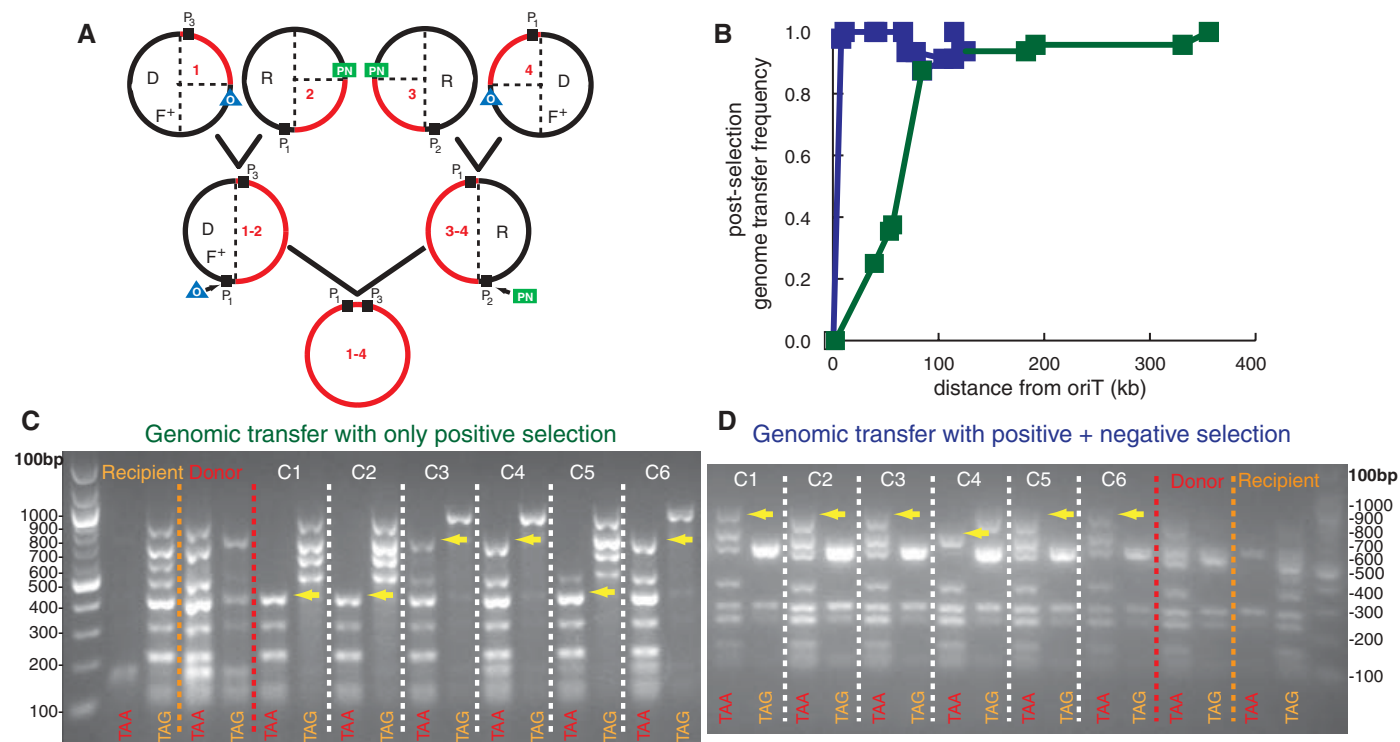 A
P3
1
D
F+
O
R
PN
2
P1
PN
3
R
P2
P1
4
D
F+
O
P3
D
1-2
F+
O
P1
P1
3-4
R
P2
PN
P1 P3
1-4
B
post-selection
genome transfer frequency
1.0
0.8
0.6
0.4
0.2
0.0
0 100 200 300 400
distance from oriT (kb)
C
Genomic transfer with only positive selection
100bp
Recipient Donor C1 C2 C3 C4 C5 C6
1000-
900-
800-
700-
600-
500-
400-
300-
200-
100-
TAA TAG TAA TAG TAA TAG TAA TAG TAA TAG TAA TAG TAA TAG TAA TAG
D
Genomic transfer with positive + negative selection
100bp
C1 C2 C3 C4 C5 C6 Donor Recipient
-1000
-900
-800
-700
-600
-500
-400
-300
-200
-100
TAA TAG TAA TAG TAA TAG TAA TAG TAA TAG TAA TAG TAA TAG TAA TAG